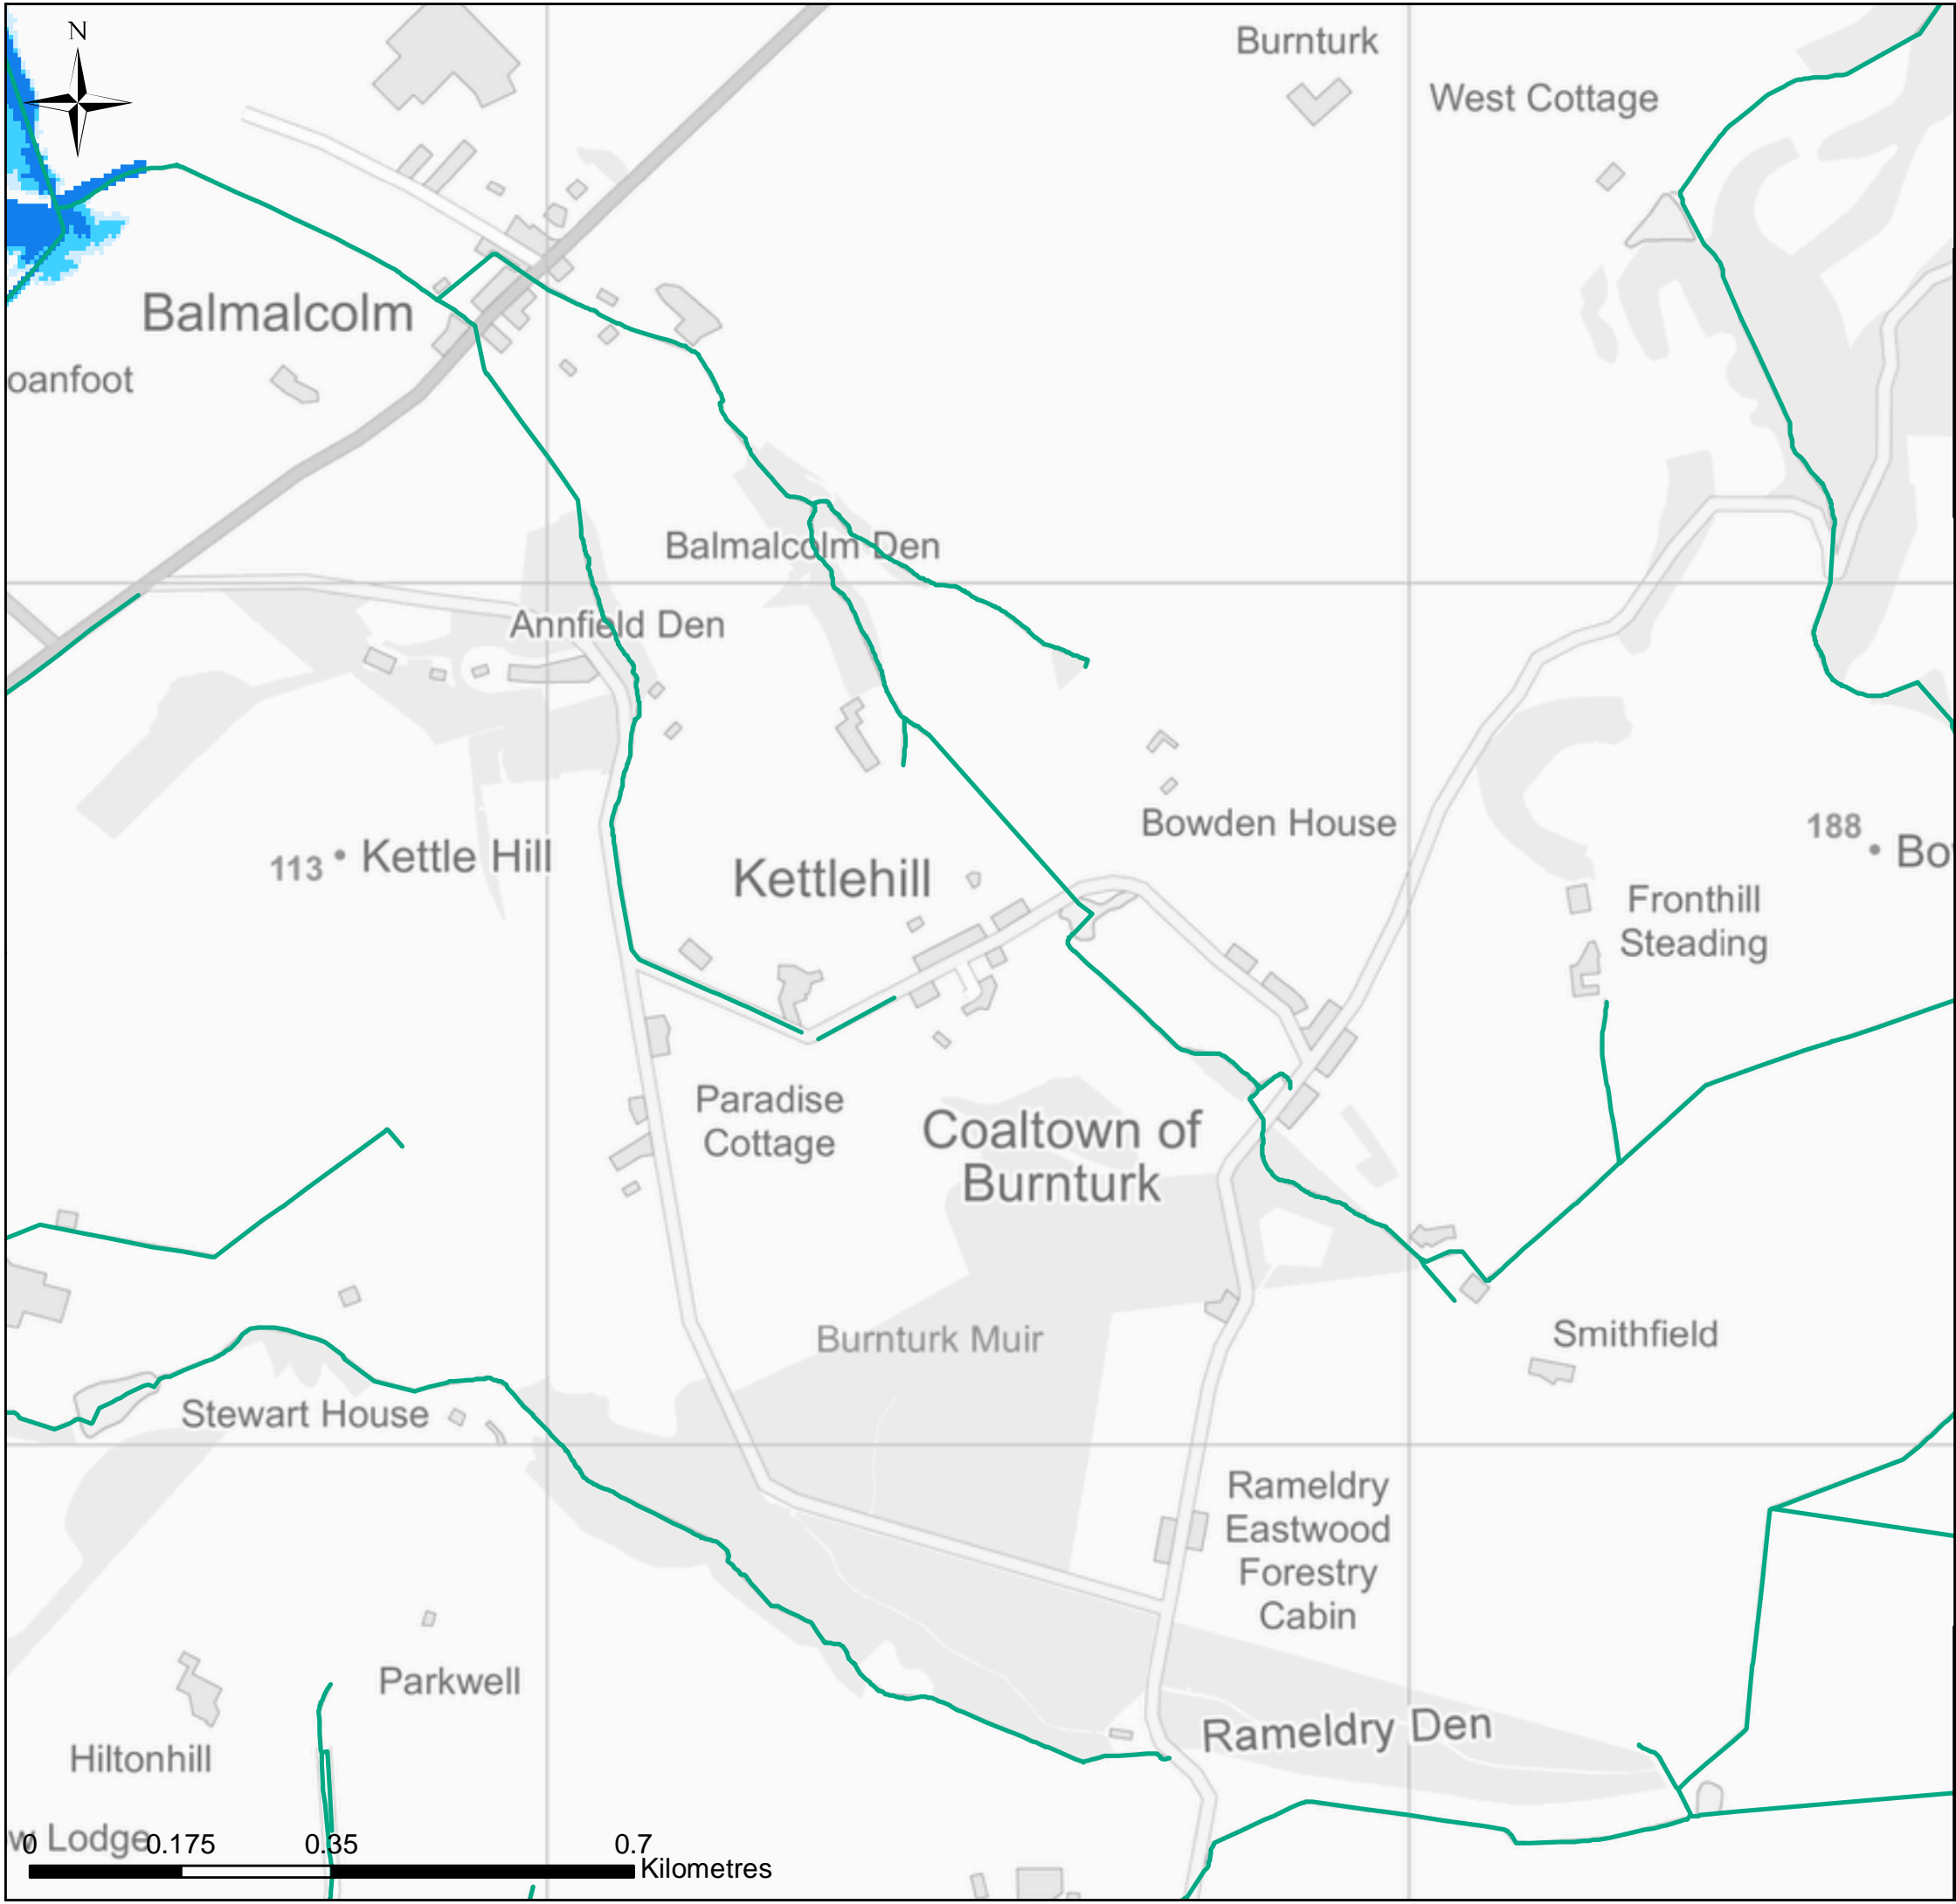 N
Burnturk
West Cottage
Balmalcolm
oanfoot
Balmalcolm Den
Annfield Den
Bowden House
188
Bo
113
Kettle Hill
Kettlehill
Fronthill
Steading
Paradise
Cottage
Coaltown of
Burnturk
Burnturk Muir
Smithfield
Stewart House
Rameldry
Eastwood
Forestry
Cabin
Parkwell
Rameldry Den
Hiltonhill
w Lodge
0 0.175 0.35 0.7
Kilometres